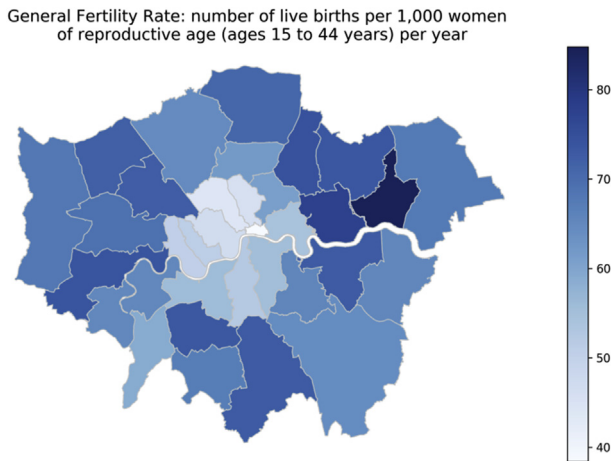 General Fertility Rate: number of live births per 1,000 women
of reproductive age (ages 15 to 44 years) per year
80
70
60
50
40